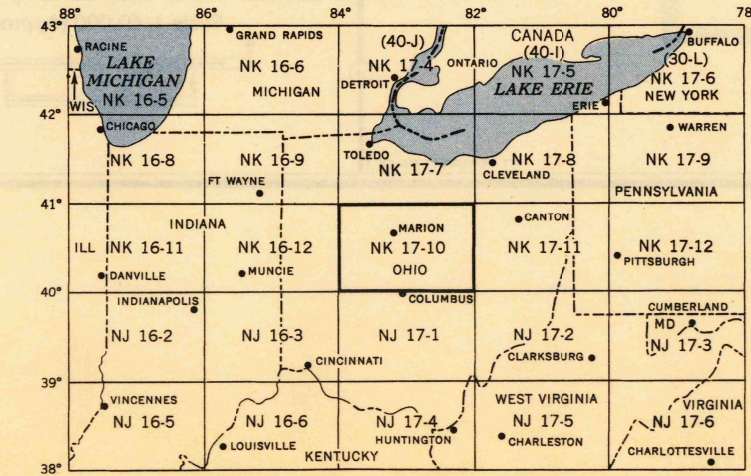 88° 86° 84° 82° 80° 78°
43°
RACINE
LAKE
MICHIGAN
NK 16-5
WIS
CHICAGO
GRAND RAPIDS
NK 16-6
MICHIGAN
(40-J)
NK 17-4
DETROIT
ONTARIO
CANADA
(40-I)
NK 17-5
LAKE ERIE
ERIE
BUFFALO
(30-L)
NK 17-6
NEW YORK
42°
NK 16-8
NK 16-9
FT WAYNE
TOLEDO
NK 17-7
NK 17-8
CLEVELAND
WARREN
NK 17-9
PENNSYLVANIA
41°
INDIANA
ILL NK 16-11
DANVILLE
NK 16-12
MUNCIE
MARION
NK 17-10
OHIO
CANTON
NK 17-11
NK 17-12
PITTSBURGH
40°
INDIANAPOLIS
NJ 16-2
NJ 16-3
CINCINNATI
COLUMBUS
NJ 17-1
NJ 17-2
CLARKSBURG
CUMBERLAND
MD
NJ 17-3
39°
VINCENNES
NJ 16-5
NJ 16-6
LOUISVILLE
KENTUCKY
NJ 17-4
HUNTINGTON
WEST VIRGINIA
NJ 17-5
CHARLESTON
VIRGINIA
NJ 17-6
CHARLOTTESVILLE
38°